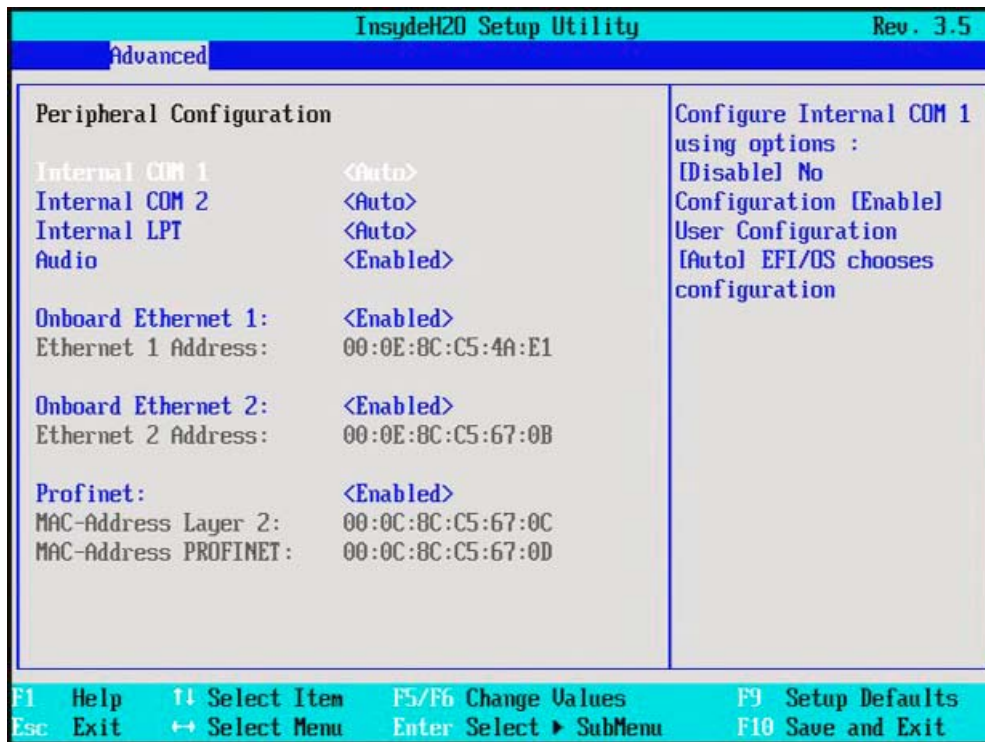 InsydeH2O Setup Utility Rev. 3.5
Advanced
Peripheral Configuration
Internal COM 1 <Auto>
Internal COM 2 <Auto>
Internal LPT <Auto>
Audio <Enabled>
Onboard Ethernet 1: <Enabled>
Ethernet 1 Address: 00:0E:8C:C5:4A:E1
Onboard Ethernet 2: <Enabled>
Ethernet 2 Address: 00:0E:8C:C5:67:0B
Profinet: <Enabled>
MAC-Address Layer 2: 00:0C:8C:C5:67:0C
MAC-Address PROFINET: 00:0C:8C:C5:67:0D
Configure Internal COM 1
using options :
[Disable] No
Configuration [Enable]
User Configuration
[Auto] EFI/OS chooses
configuration
F1 Help ↑↓ Select Item F5/F6 Change Values F9 Setup Defaults
Esc Exit ↔ Select Menu Enter Select ▶ SubMenu F10 Save and Exit